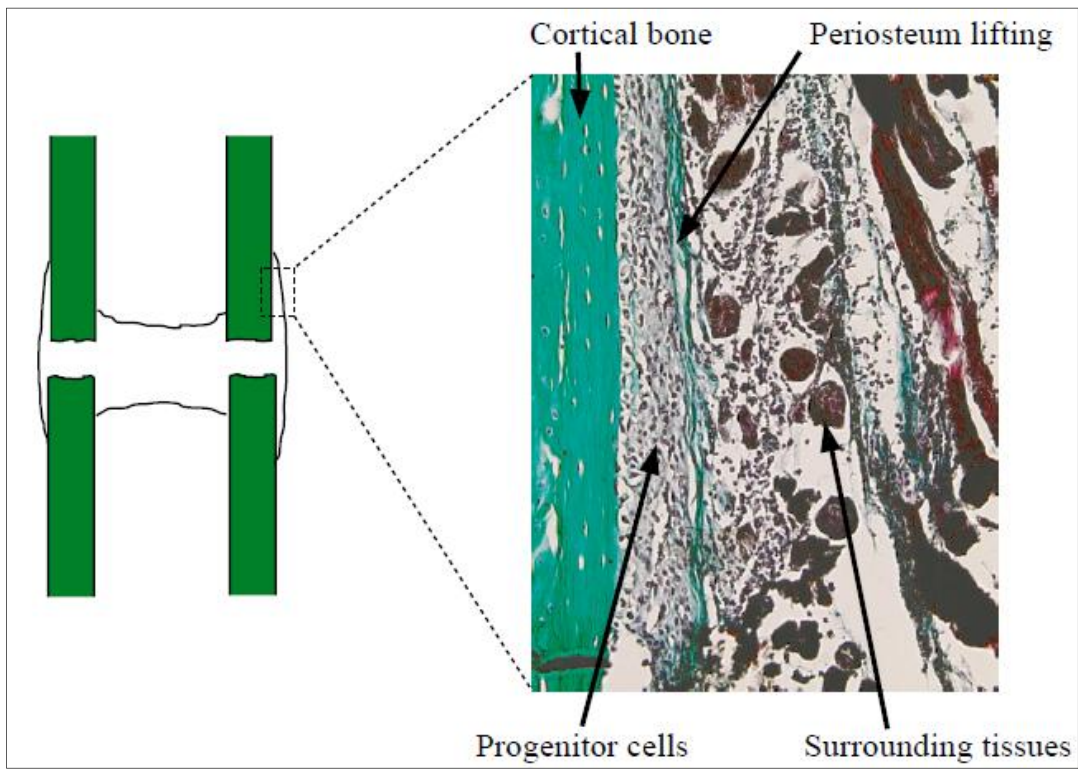 Cortical bone
Periosteum lifting
Progenitor cells
Surrounding tissues